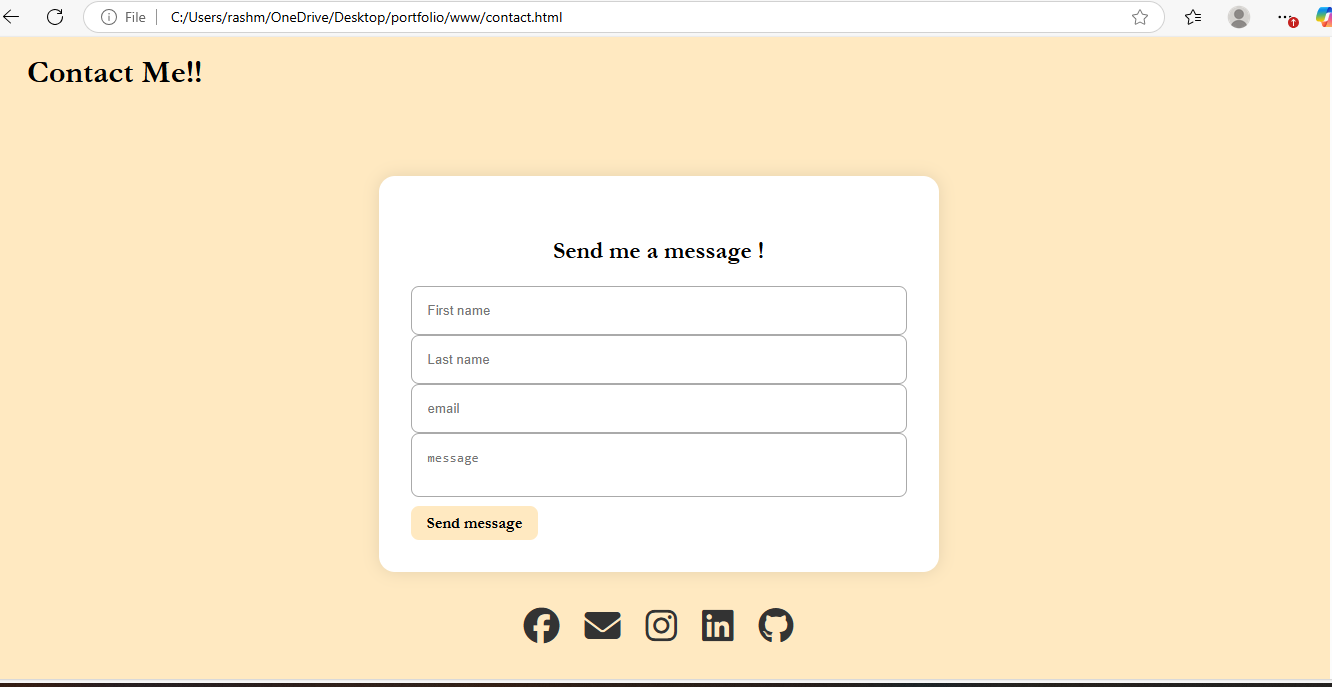 File C:/Users/rashm/OneDrive/Desktop/portfolio/www/contact.html
Contact Me!!
Send me a message !
First name
Last name
email
message
Send message